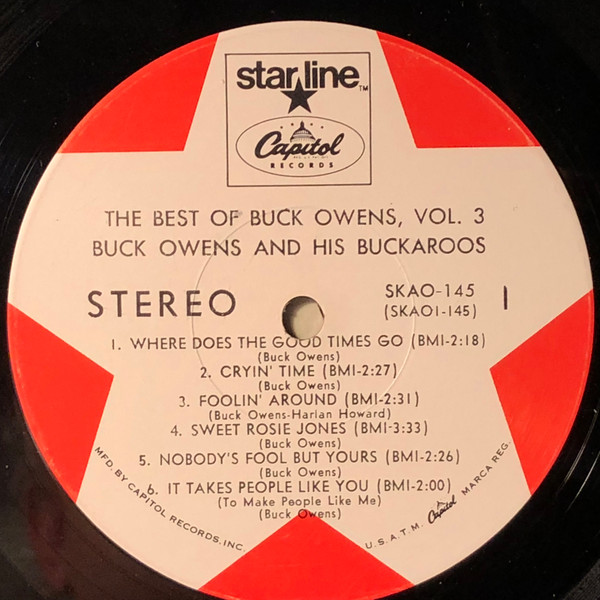 starline™
Capitol
RECORDS
THE BEST OF BUCK OWENS, VOL. 3
BUCK OWENS AND HIS BUCKAROOS
STEREO
SKAO-145
(SKAO1-145)
1
1. WHERE DOES THE GOOD TIMES GO (BMI-2:18)
(Buck Owens)
2. CRYIN' TIME (BMI-2:27)
(Buck Owens)
3. FOOLIN' AROUND (BMI-2:31)
(Buck Owens-Harlan Howard)
4. SWEET ROSIE JONES (BMI-3:33)
(Buck Owens)
5. NOBODY'S FOOL BUT YOURS (BMI-2:26)
(Buck Owens)
6. IT TAKES PEOPLE LIKE YOU (BMI-2:00)
(To Make People Like Me)
(Buck Owens)
MFD. BY CAPITOL RECORDS, INC.
U.S.A. T.M. Capitol MARCA REG.